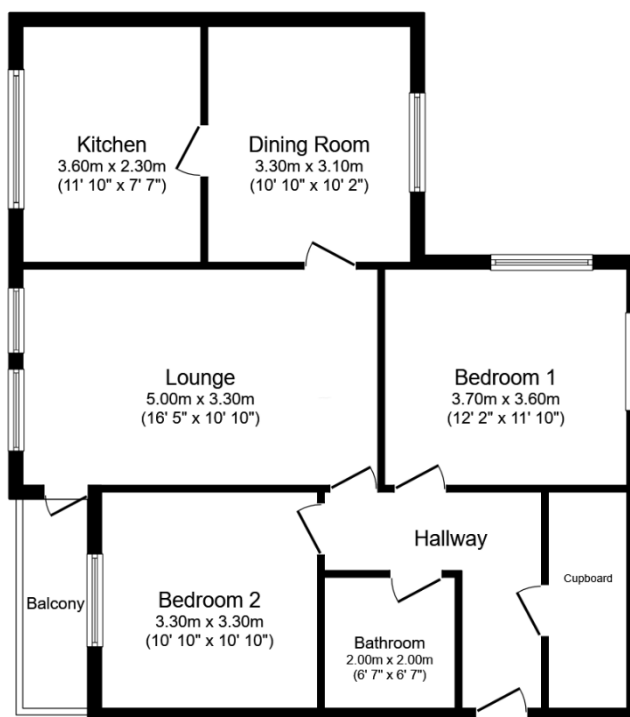 Kitchen
3.60m x 2.30m
(11' 10" x 7' 7")
Dining Room
3.30m x 3.10m
(10' 10" x 10' 2")
Lounge
5.00m x 3.30m
(16' 5" x 10' 10")
Bedroom 1
3.70m x 3.60m
(12' 2" x 11' 10")
Hallway
Cupboard
Balcony
Bedroom 2
3.30m x 3.30m
(10' 10" x 10' 10")
Bathroom
2.00m x 2.00m
(6' 7" x 6' 7")